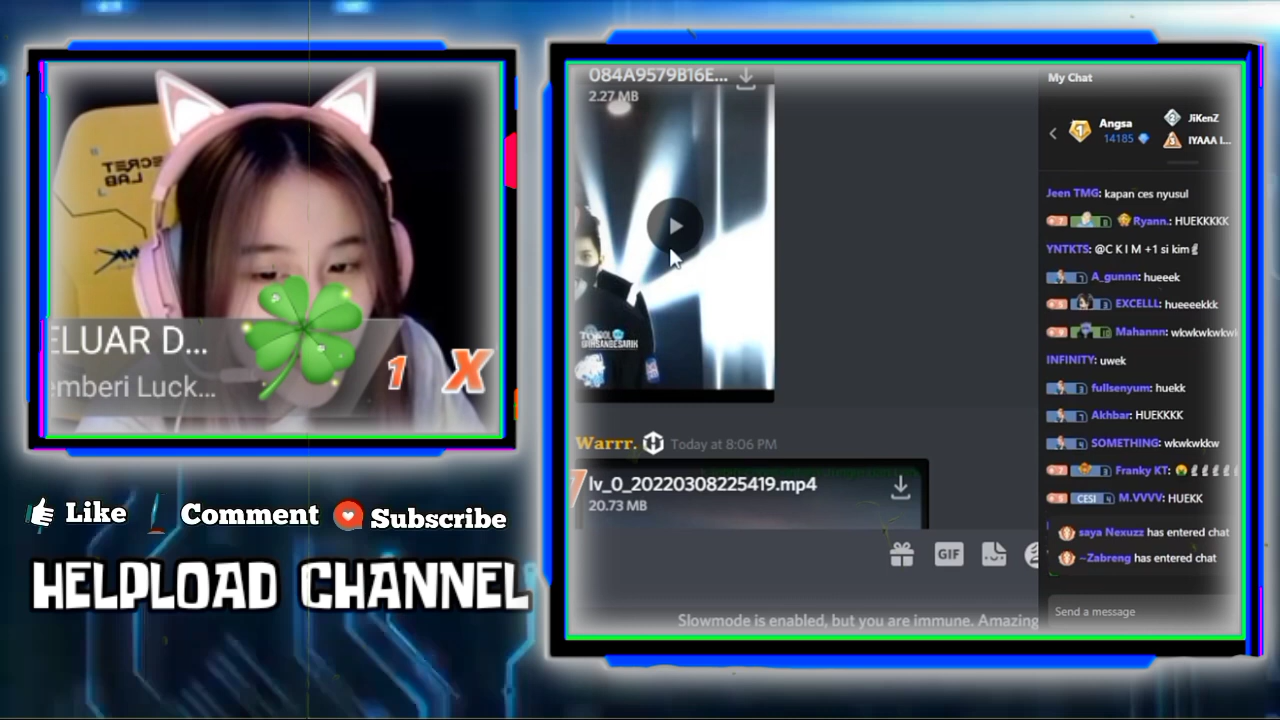 ELUAR D...
emberi Luck...
1 X
Like
Comment
Subscribe
HELPLOAD CHANNEL
084A9579B16E...
2.27 MB
Warrr.
Today at 8:06 PM
lv_0_20220308225419.mp4
20.73 MB
GIF
Slowmode is enabled, but you are immune. Amazing
My Chat
1 Angsa
14185
2 JiKenZ
3 IYAAA I...
Jeen TMG: kapan ces nyusul
Ryann.: HUEKKKKK
YNTKTS: @C K I M +1 si kim✌
A_gunnn: hueeek
EXCELLL: hueeeekkk
Mahannn: wkwkwkwkwk
INFINITY: uwek
fullsenyum: huekk
Akhbar: HUEKKKK
SOMETHING: wkwkwkkw
Franky KT: 🤮✌✌✌✌✌
CESI M.VVVV: HUEKK
saya Nexuzz has entered chat
~Zabreng has entered chat
Send a message